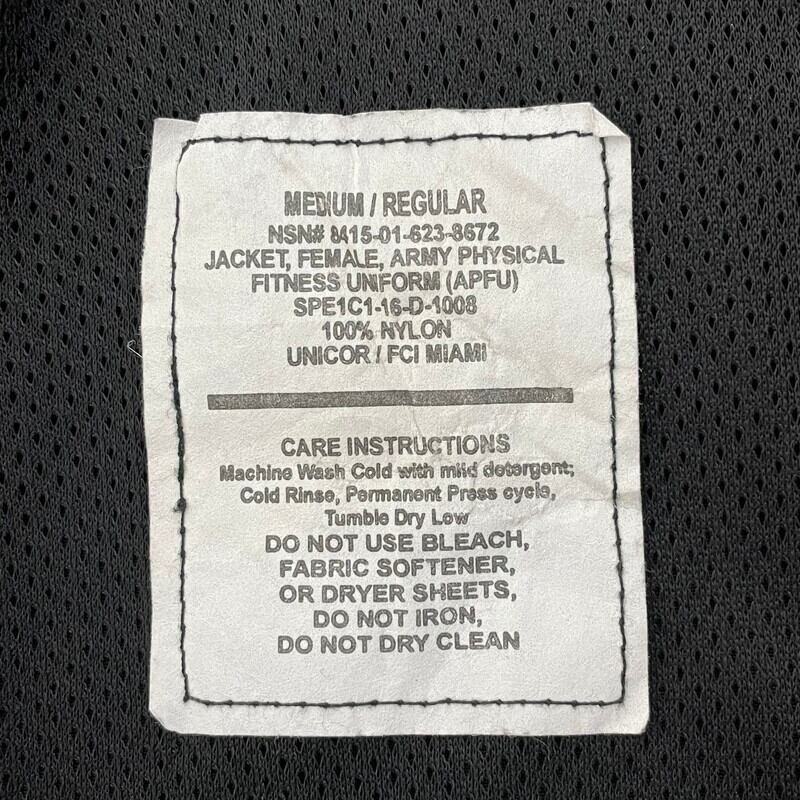 MEDIUM / REGULAR
NSN# 8415-01-623-8672
JACKET, FEMALE, ARMY PHYSICAL
FITNESS UNIFORM (APFU)
SPE1C1-16-D-1008
100% NYLON
UNICOR / FCI MIAMI
CARE INSTRUCTIONS
Machine Wash Cold with mild detergent;
Cold Rinse, Permanent Press cycle,
Tumble Dry Low
DO NOT USE BLEACH,
FABRIC SOFTENER,
OR DRYER SHEETS,
DO NOT IRON,
DO NOT DRY CLEAN